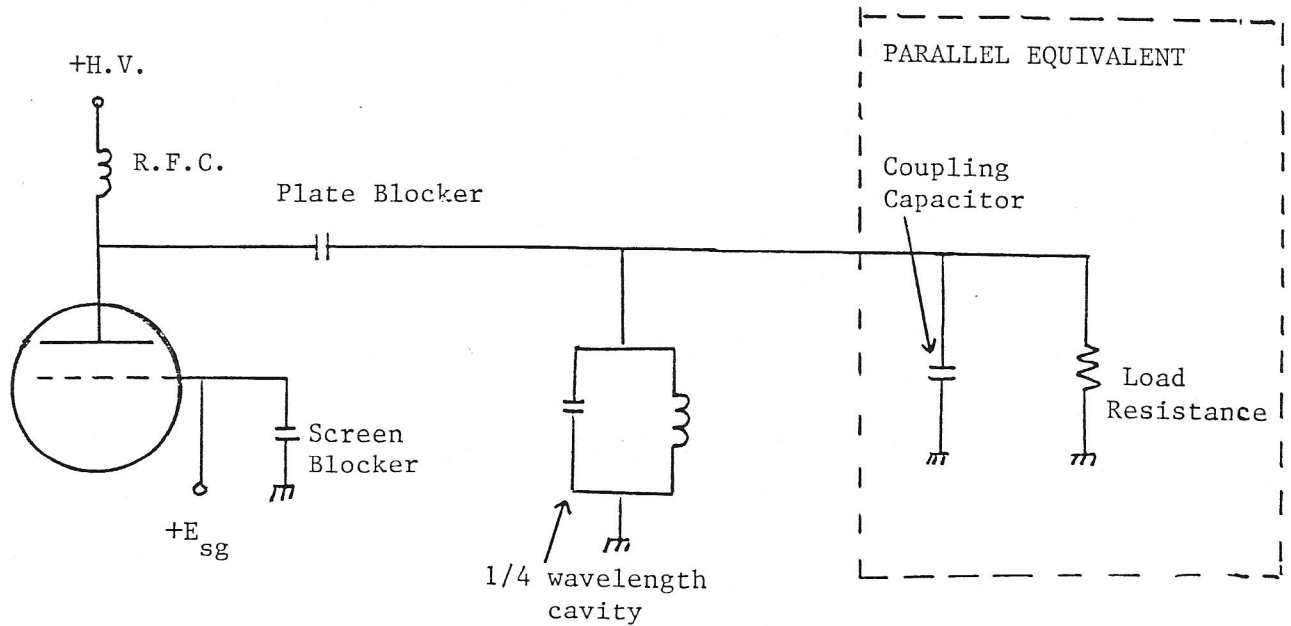 PARALLEL EQUIVALENT
+H.V.
R.F.C.
Plate Blocker
Coupling
Capacitor
Load
Resistance
Screen
Blocker
+E
sg
1/4 wavelength
cavity